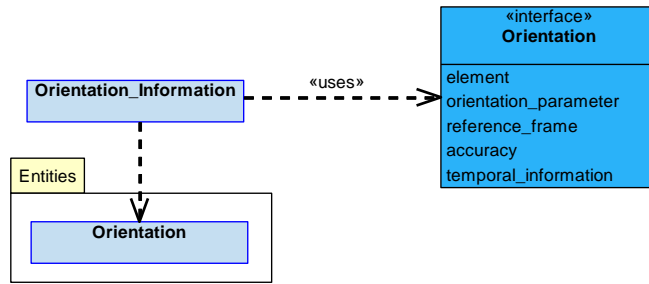 «interface»
Orientation
element
orientation_parameter
reference_frame
accuracy
temporal_information
Orientation_Information
«uses»
Entities
Orientation